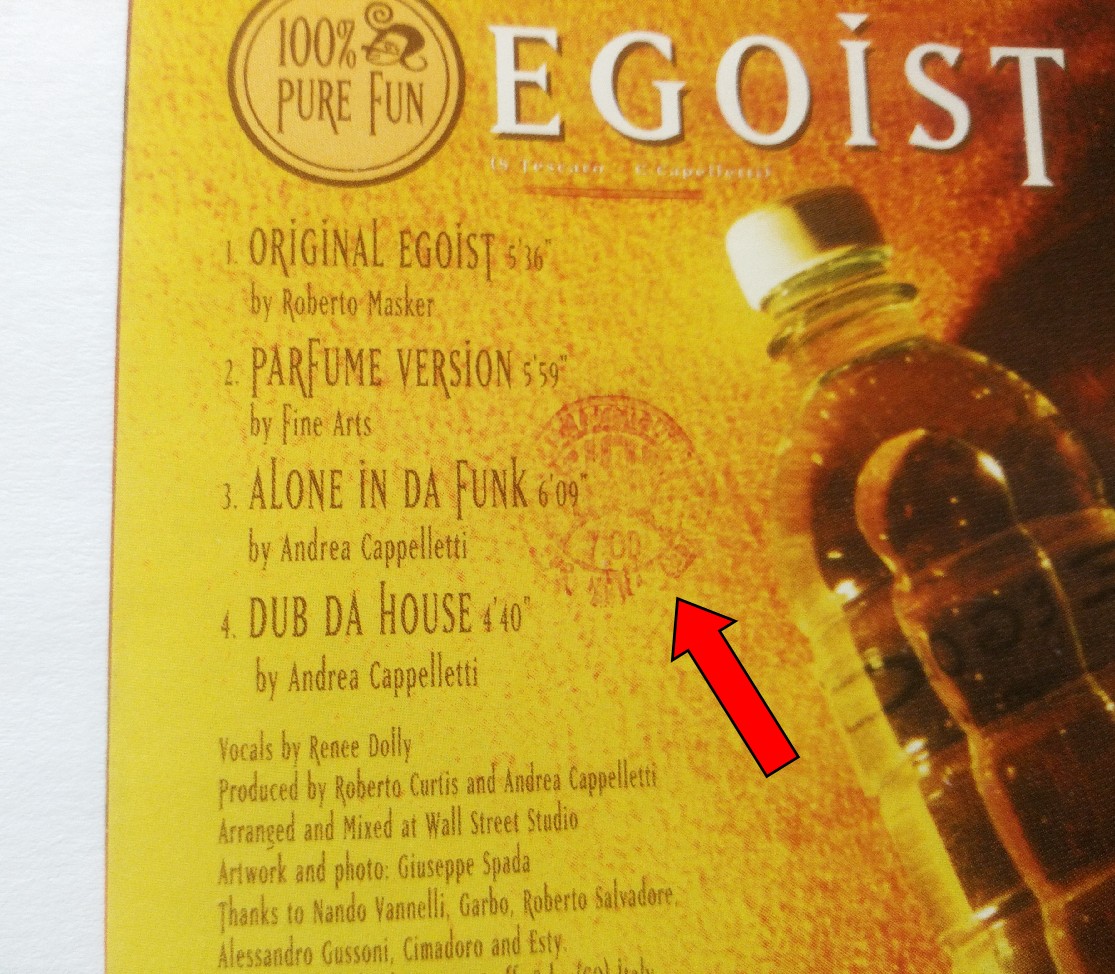 100%
PURE FUN
EGOIST
1. ORIGINAL EGOIST 5'36"
by Roberto Masker
2. PARFUME VERSION 5'59"
by Fine Arts
3. ALONE IN DA FUNK 6'09"
by Andrea Cappelletti
4. DUB DA HOUSE 4'40"
by Andrea Cappelletti
Vocals by Renee Dolly
Produced by Roberto Curtis and Andrea Cappelletti
Arranged and Mixed at Wall Street Studio
Artwork and photo: Giuseppe Spada
Thanks to Nando Vannelli, Garbo, Roberto Salvadore,
Alessandro Gussoni, Cimadoro and Esty.
Italy